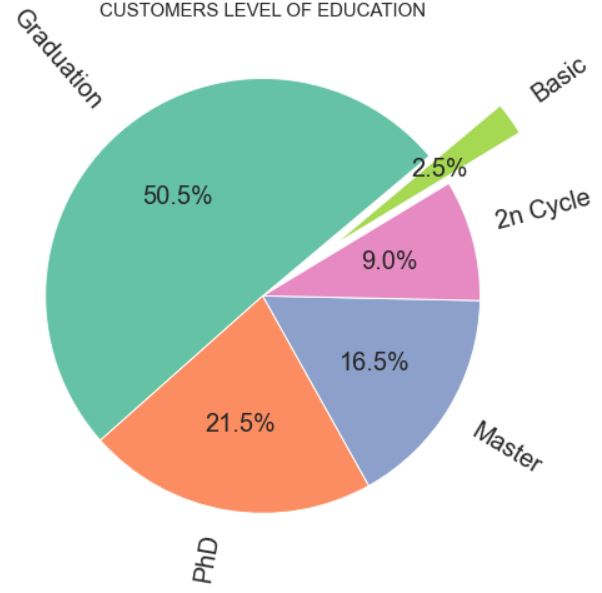 CUSTOMERS LEVEL OF EDUCATION
Graduation
Basic
2.5%
50.5%
2n Cycle
9.0%
16.5%
21.5%
Master
PhD